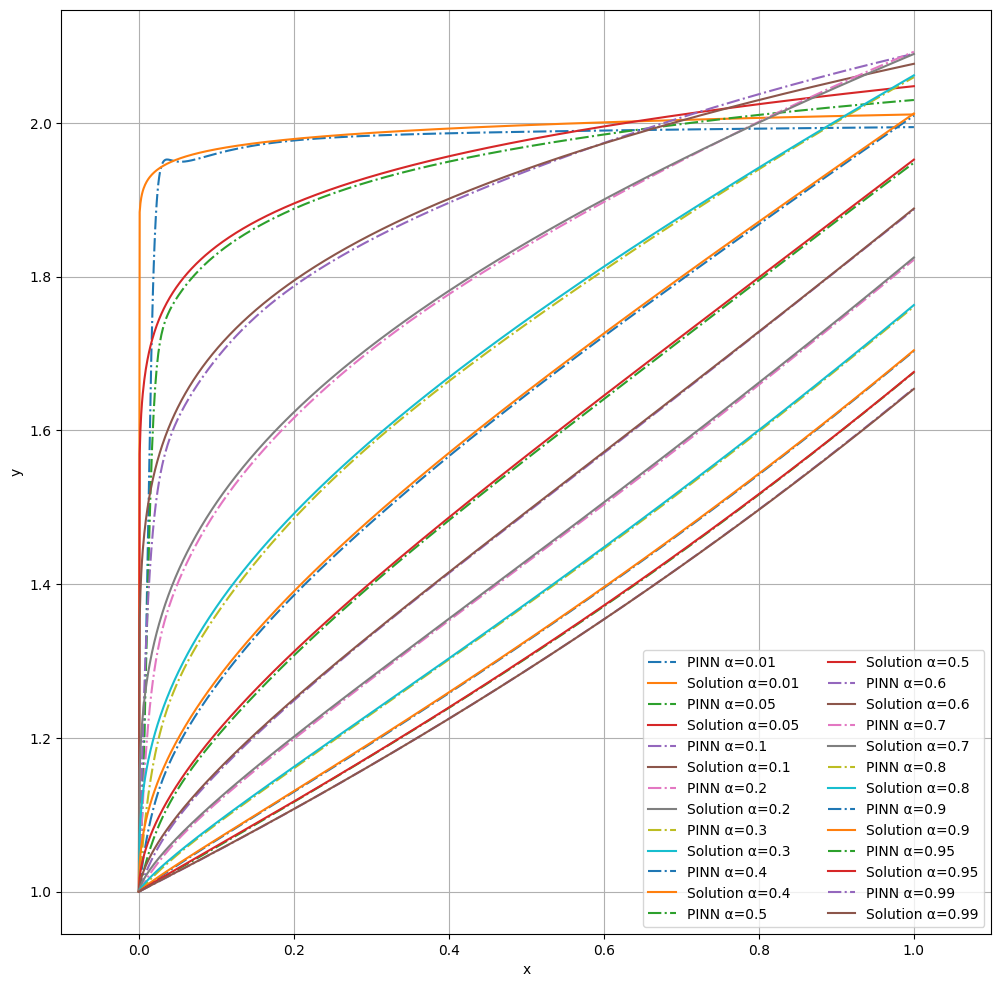 y
2.0
1.8
1.6
1.4
1.2
1.0
PINN α=0.01
Solution α=0.01
PINN α=0.05
Solution α=0.05
PINN α=0.1
Solution α=0.1
PINN α=0.2
Solution α=0.2
PINN α=0.3
Solution α=0.3
PINN α=0.4
Solution α=0.4
PINN α=0.5
Solution α=0.5
PINN α=0.6
Solution α=0.6
PINN α=0.7
Solution α=0.7
PINN α=0.8
Solution α=0.8
PINN α=0.9
Solution α=0.9
PINN α=0.95
Solution α=0.95
PINN α=0.99
Solution α=0.99
0.0 0.2 0.4 0.6 0.8 1.0
x